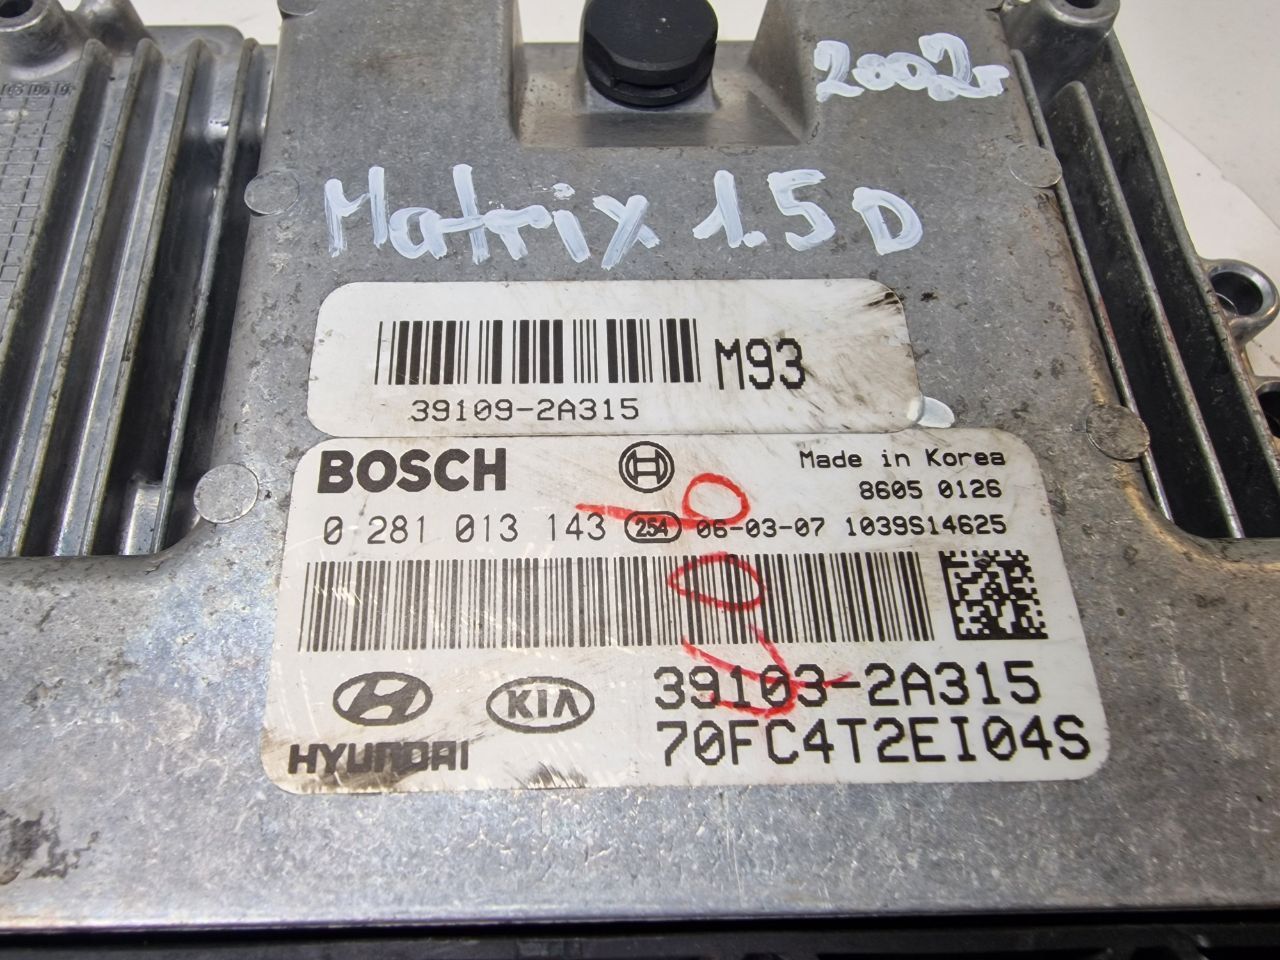 2002r
Matrix 1.5 D
M93
39109-2A315
BOSCH
Made in Korea
8605 0126
0 281 013 143 254 06-03-07 1039S14625
HYUNDAI KIA
39103-2A315
70FC4T2EI04S